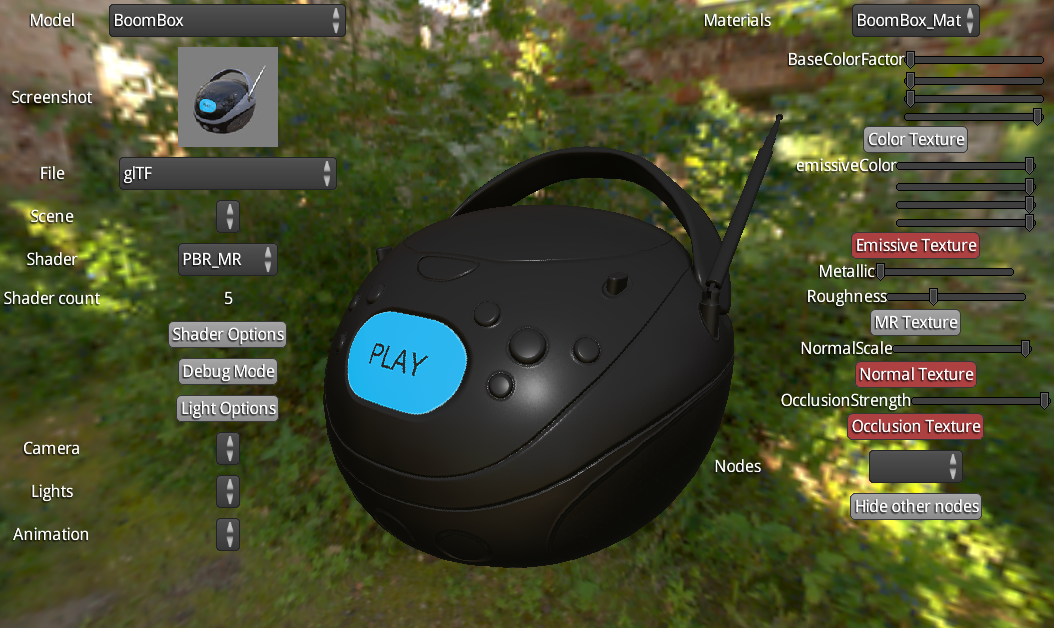 Model
BoomBox
Screenshot
File
glTF
Scene
Shader
PBR_MR
Shader count
5
Shader Options
Debug Mode
Light Options
Camera
Lights
Animation
PLAY
Materials
BoomBox_Mat
BaseColorFactor
Color Texture
emissiveColor
Emissive Texture
Metallic
Roughness
MR Texture
NormalScale
Normal Texture
OcclusionStrength
Occlusion Texture
Nodes
Hide other nodes